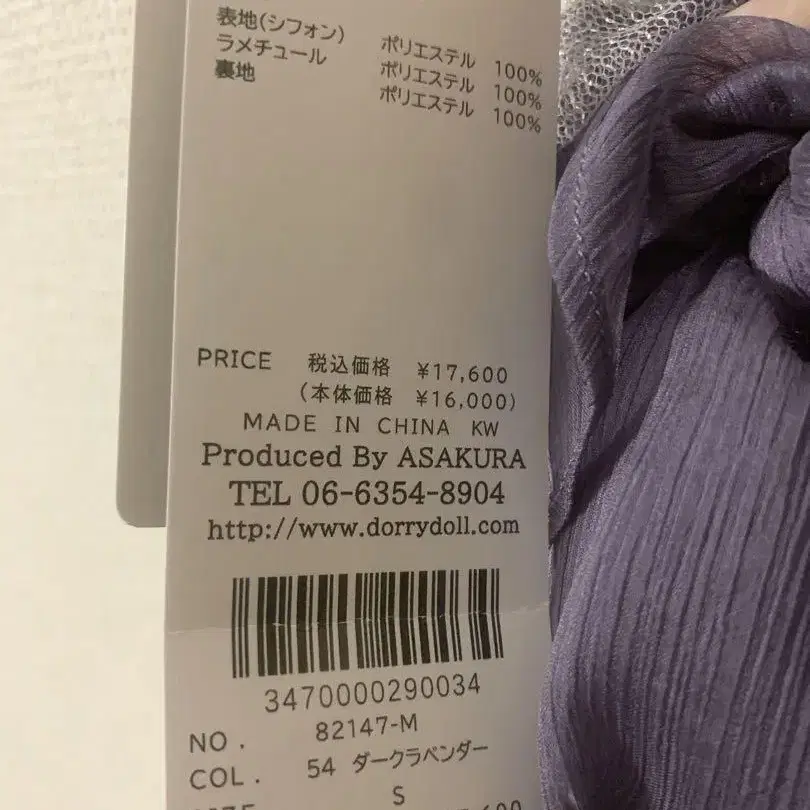 表地(シフォン) ポリエステル 100%
ラメチュール ポリエステル 100%
裏地 ポリエステル 100%
PRICE 税込価格 ¥17,600
(本体価格 ¥16,000)
MADE IN CHINA KW
Produced By ASAKURA
TEL 06-6354-8904
http://www.dorrydoll.com
3470000290034
NO. 82147-M
COL. 54 ダークラベンダー
S